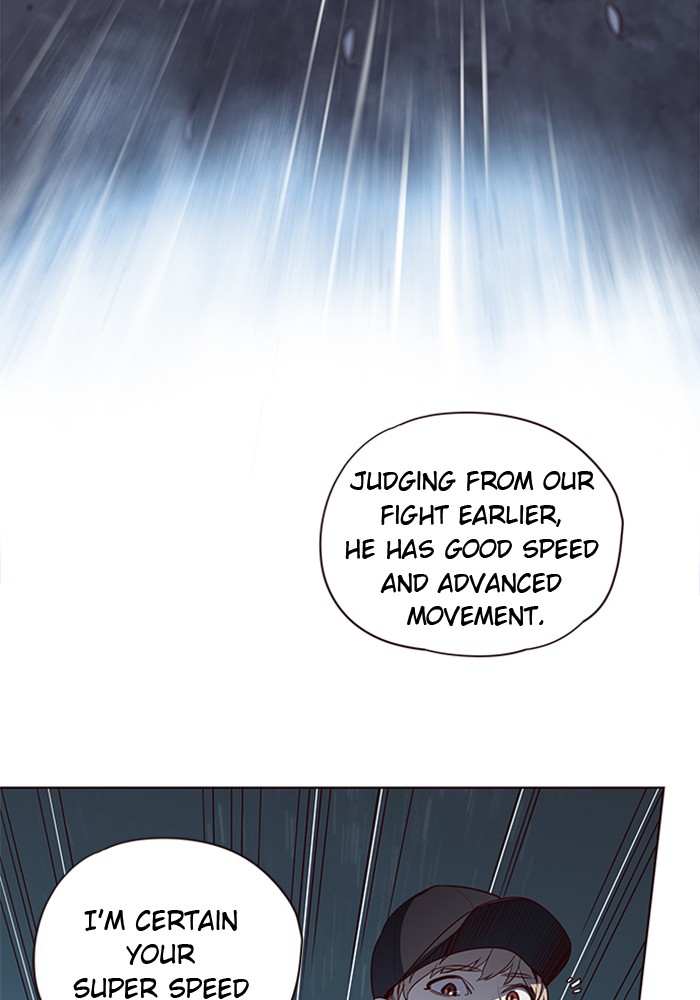 JUDGING FROM OUR
FIGHT EARLIER,
HE HAS GOOD SPEED
AND ADVANCED
MOVEMENT.
I'M CERTAIN
YOUR
SUPER SPEED